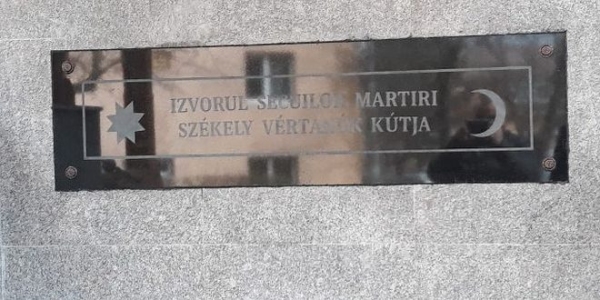 IZVORUL SECUILOR MARTIRI
SZÉKELY VÉRTANÚK KÚTJA